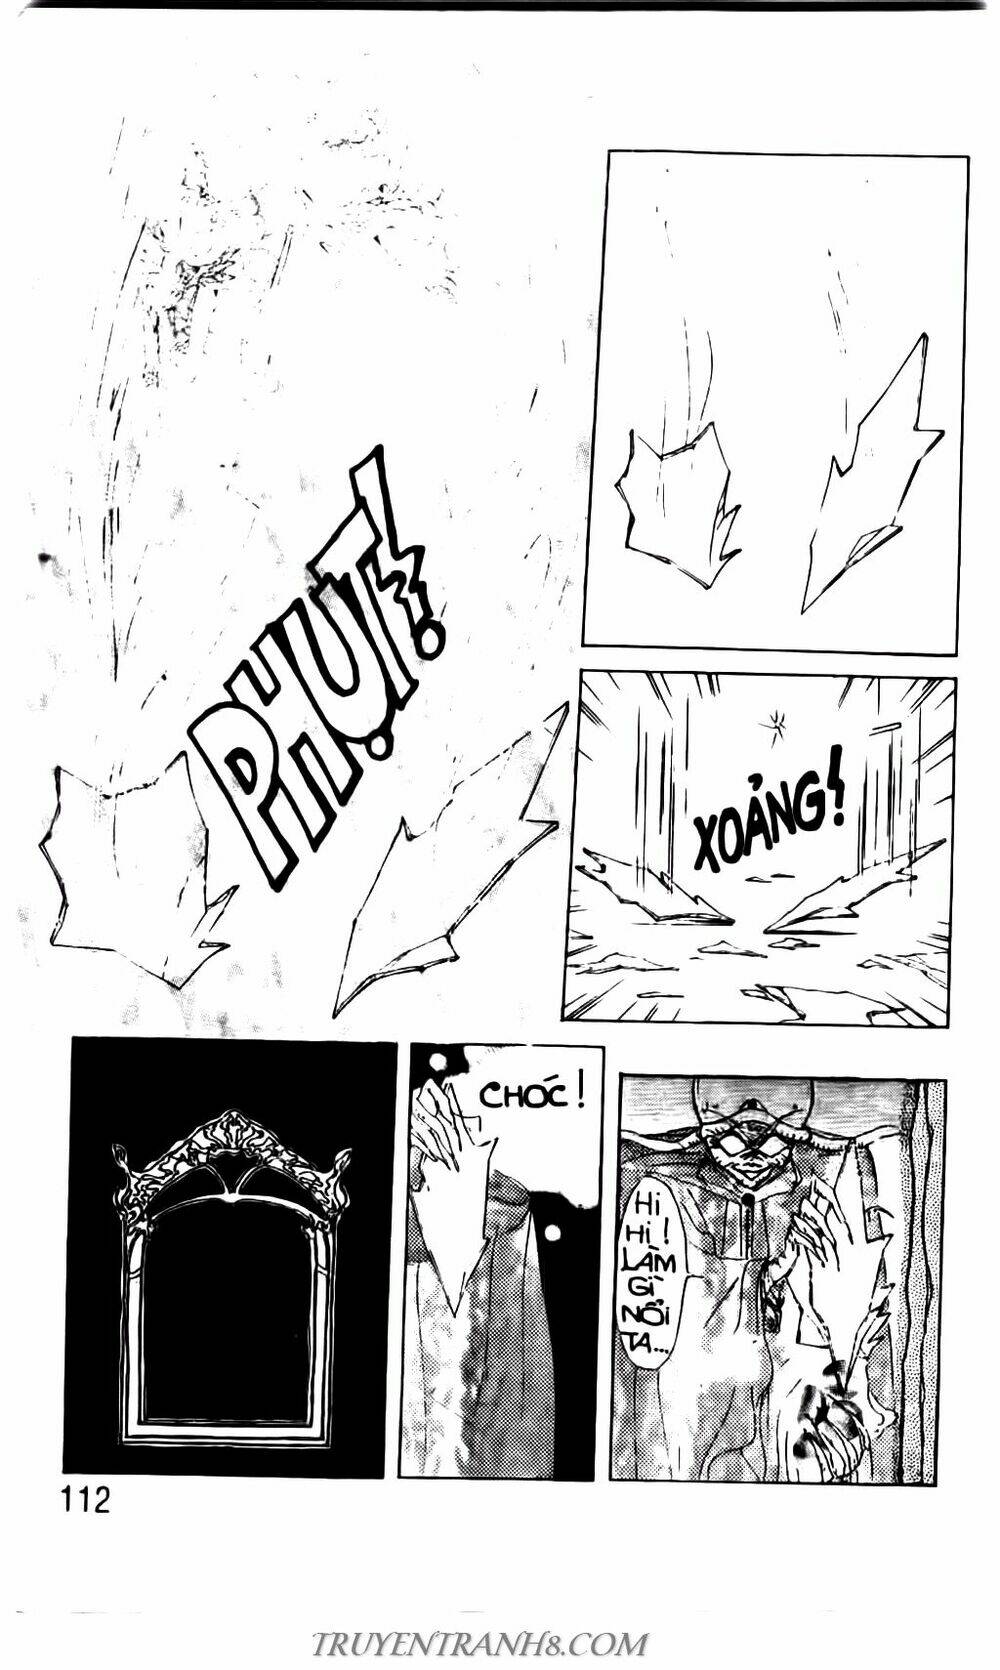 PHỤT!
XOẢNG!
CHÓC!
HI
HI!
LÀM
GÌ
NỔI
TA...
112
TRUYENTRANH8.COM